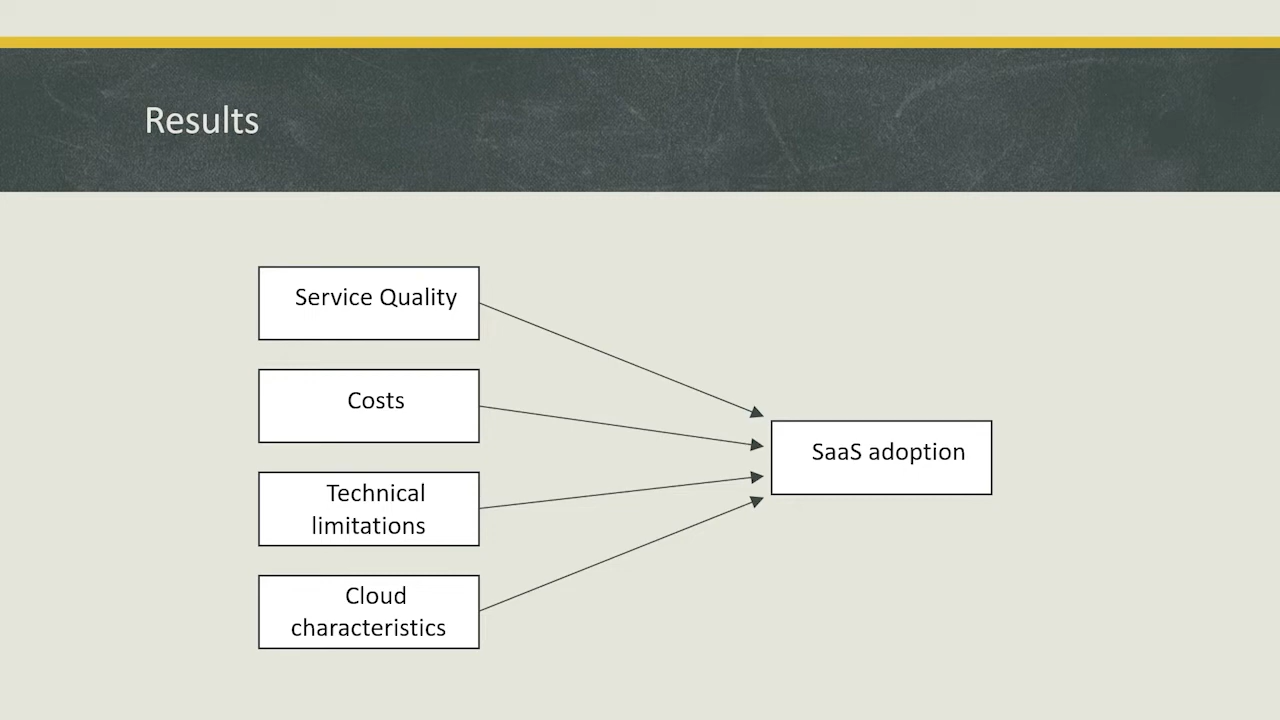 Results
Service Quality
Costs
Technical
limitations
Cloud
characteristics
SaaS adoption